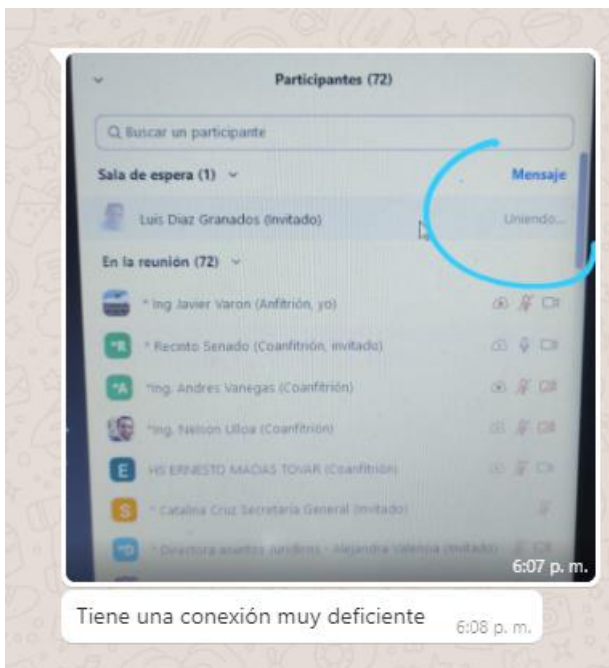 Participantes (72)
Buscar un participante
Sala de espera (1) Mensaje
Luis Diaz Granados (Invitado) Uniendo...
En la reunión (72)
* Ing Javier Varon (Anfitrión, yo)
*R * Recinto Senado (Coanfitrión, invitado)
*A *Ing. Andres Vanegas (Coanfitrión)
*Ing. Nelson Ulloa (Coanfitrión)
E HS ERNESTO MACIAS TOVAR (Coanfitrión)
S * Catalina Cruz Secretaria General (Invitado)
*D * Directora asuntos Juridicos - Alejandra Valencia (Invitado)
6:07 p. m.
Tiene una conexión muy deficiente 6:08 p. m.